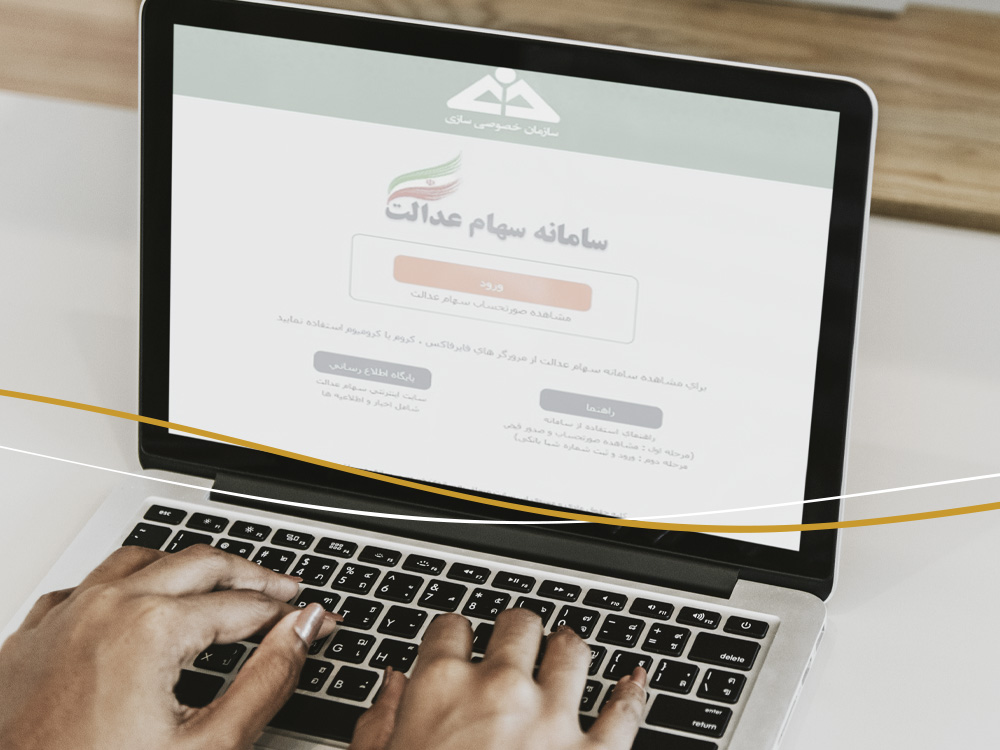 سازمان خصوصی سازی
سامانه سهام عدالت
ورود
مشاهده صورتحساب سهام عدالت
برای مشاهده سامانه سهام عدالت از مرورگر های فایرفاکس ، کروم یا کرومیوم استفاده نمایید
راهنما
راهنمای استفاده از سامانه
(مرحله اول : مشاهده صورتحساب و صدور قبض
مرحله دوم : ورود و ثبت شماره شبا بانکی)
پایگاه اطلاع رسانی
سایت اینترنتی سهام عدالت
شامل اخبار و اطلاعیه ها
esc
delete
enter
return
T
Y
G
H
X
B